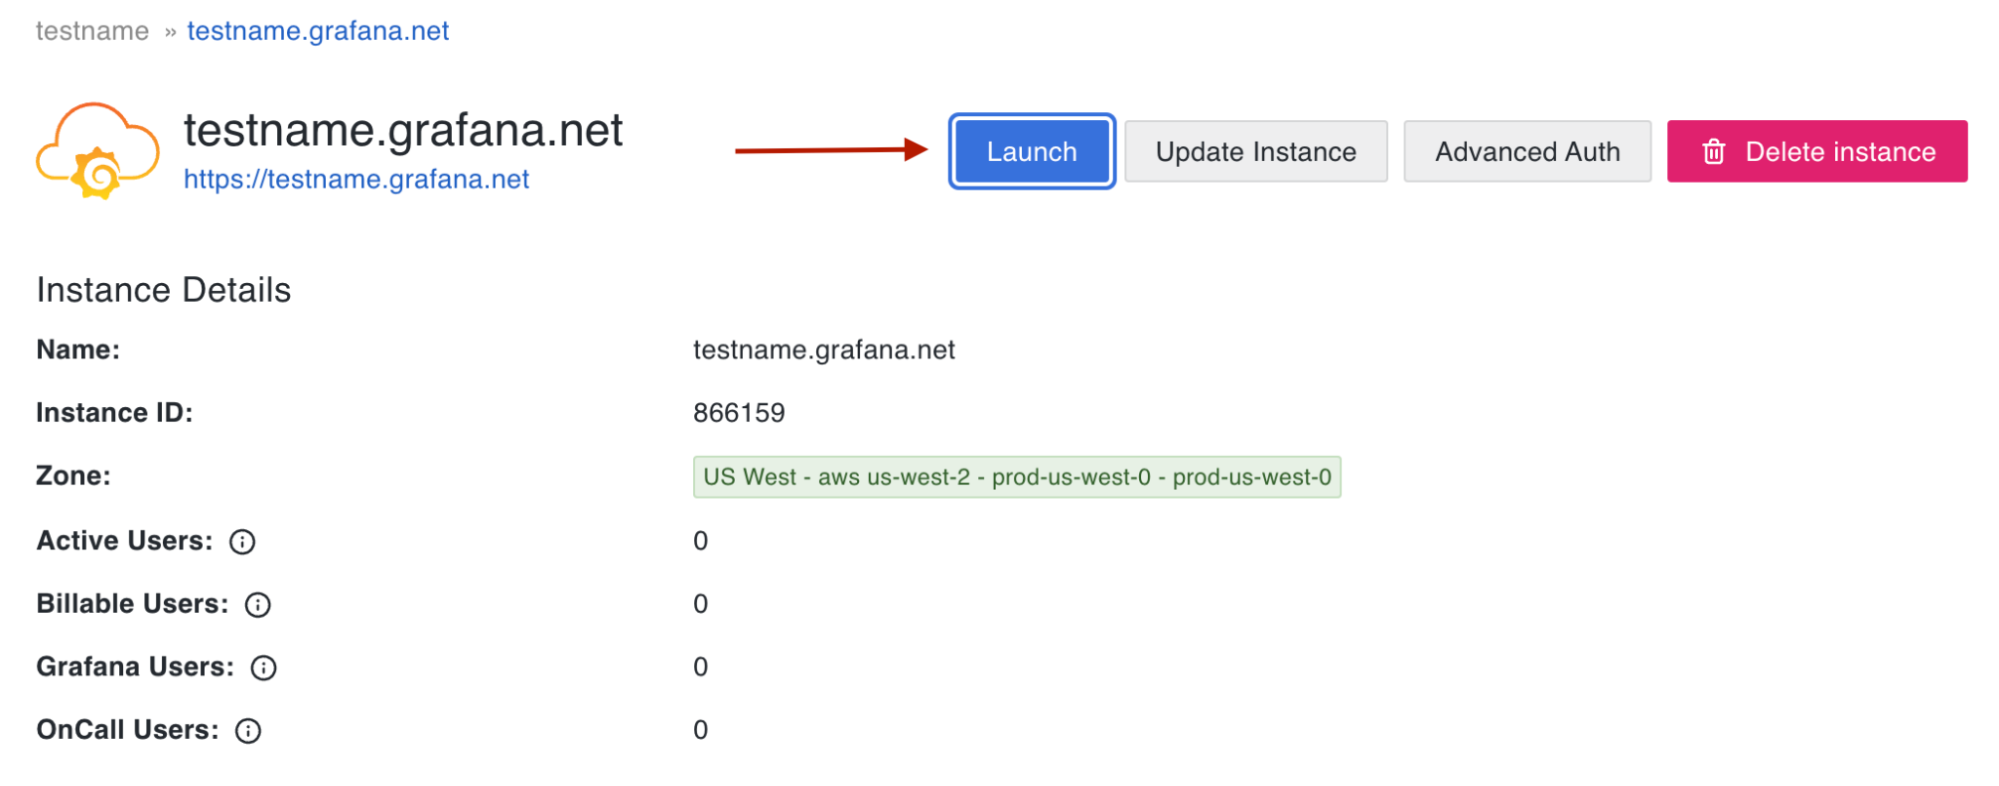 testname » testname.grafana.net
testname.grafana.net
https://testname.grafana.net
Launch
Update Instance
Advanced Auth
Delete instance
Instance Details
Name: testname.grafana.net
Instance ID: 866159
Zone: US West - aws us-west-2 - prod-us-west-0 - prod-us-west-0
Active Users: 0
Billable Users: 0
Grafana Users: 0
OnCall Users: 0